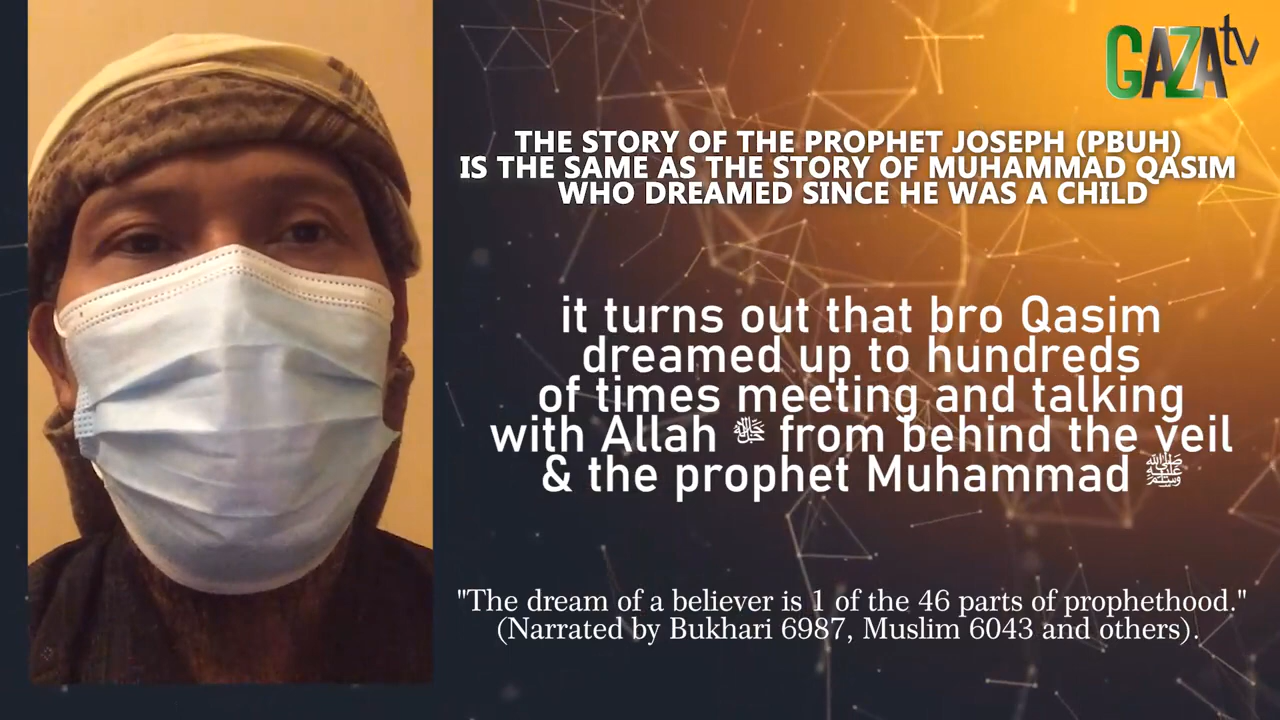 GAZAtv
THE STORY OF THE PROPHET JOSEPH (PBUH)
IS THE SAME AS THE STORY OF MUHAMMAD QASIM
WHO DREAMED SINCE HE WAS A CHILD
it turns out that bro Qasim
dreamed up to hundreds
of times meeting and talking
with Allah ﷻ from behind the veil
& the prophet Muhammad ﷺ
"The dream of a believer is 1 of the 46 parts of prophethood."
(Narrated by Bukhari 6987, Muslim 6043 and others).